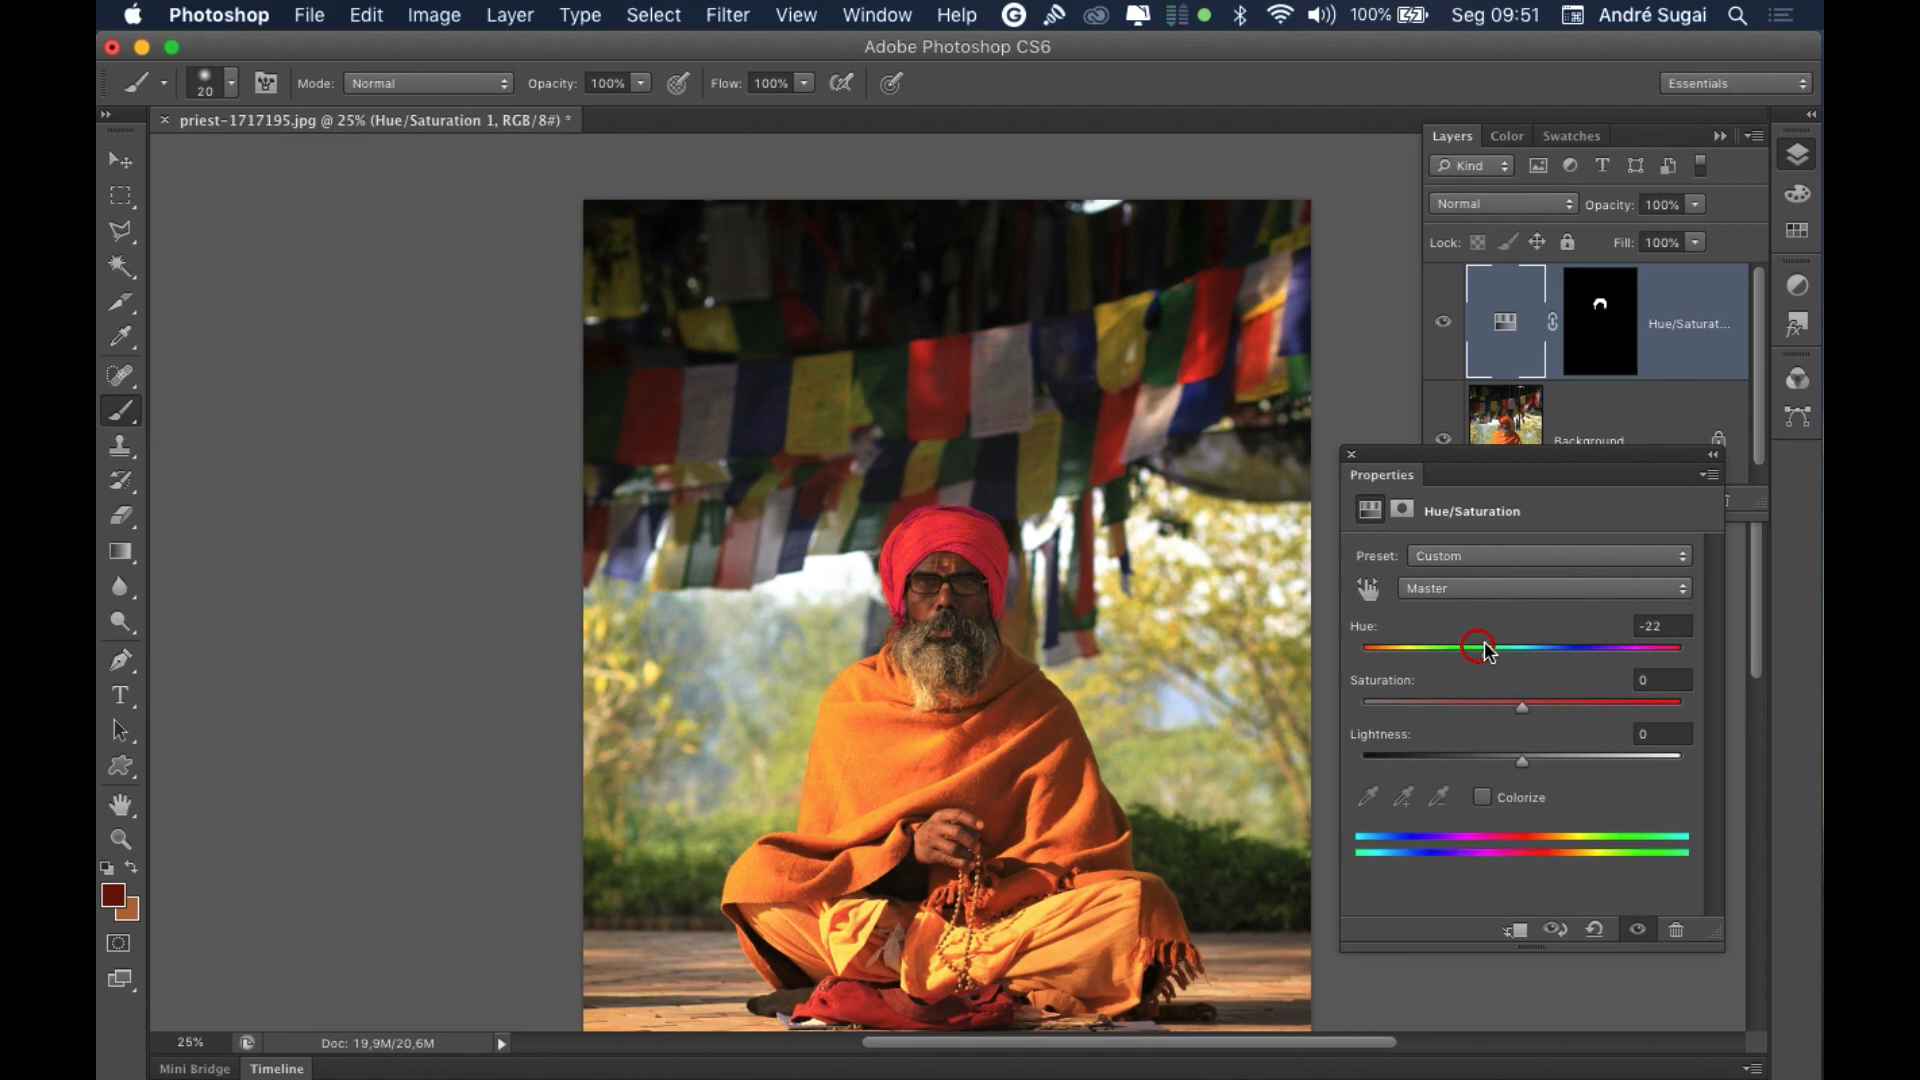 Photoshop File Edit Image Layer Type Select Filter View Window Help 100% Seg 09:51 André Sugai
Adobe Photoshop CS6
20 Mode: Normal Opacity: 100% Flow: 100% Essentials
priest-1717195.jpg @ 25% (Hue/Saturation 1, RGB/8#) *
Layers Color Swatches
Kind
Normal Opacity: 100%
Lock: Fill: 100%
Hue/Saturat...
Background
Properties
Hue/Saturation
Preset: Custom
Master
Hue: -22
Saturation: 0
Lightness: 0
Colorize
25% Doc: 19,9M/20,6M
Mini Bridge Timeline